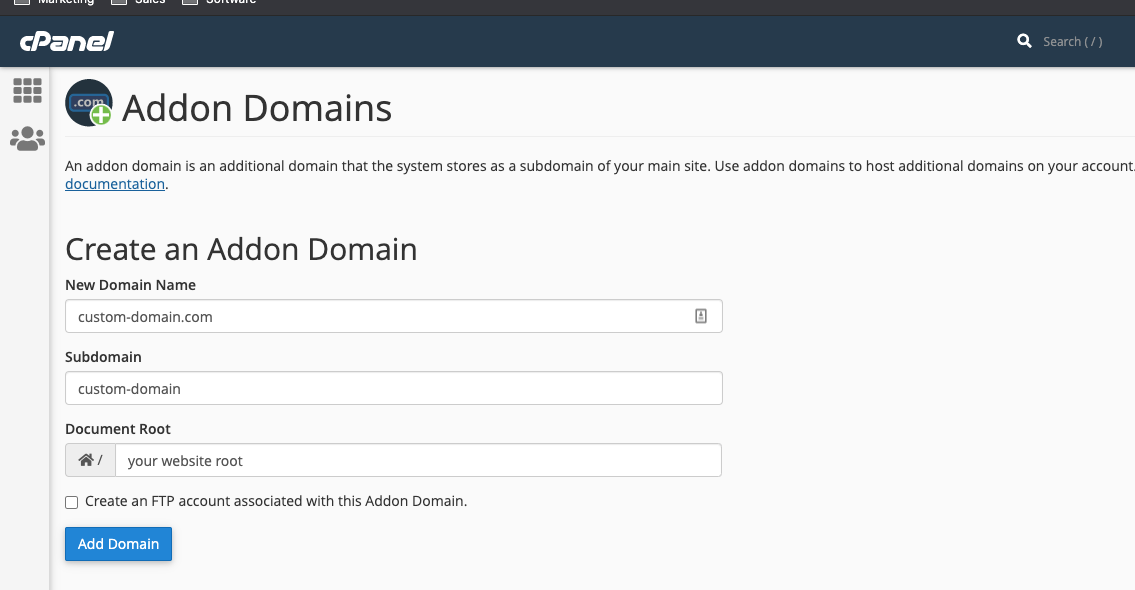 Marketing Sales Software
cPanel
Search ( / )
.com Addon Domains
An addon domain is an additional domain that the system stores as a subdomain of your main site. Use addon domains to host additional domains on your account.
documentation.
Create an Addon Domain
New Domain Name
custom-domain.com
Subdomain
custom-domain
Document Root
/ your website root
Create an FTP account associated with this Addon Domain.
Add Domain